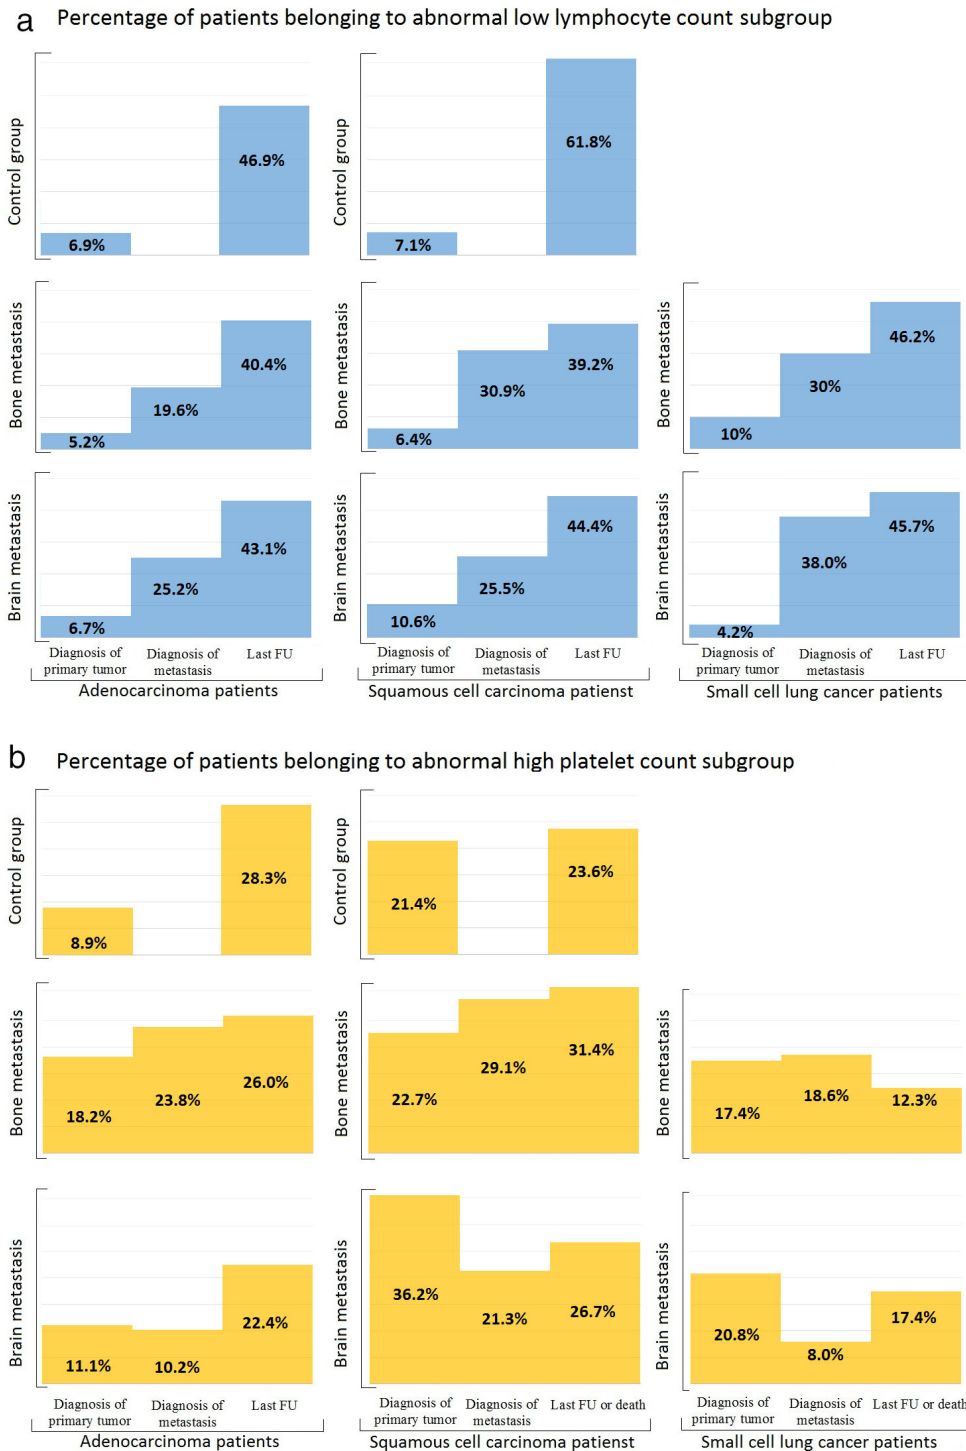 a Percentage of patients belonging to abnormal low lymphocyte count subgroup
Control group
6.9%
46.9%
Control group
7.1%
61.8%
Bone metastasis
5.2%
19.6%
40.4%
Bone metastasis
6.4%
30.9%
39.2%
Bone metastasis
10%
30%
46.2%
Brain metastasis
6.7%
25.2%
43.1%
Brain metastasis
10.6%
25.5%
44.4%
Brain metastasis
4.2%
38.0%
45.7%
Diagnosis of
primary tumor
Diagnosis of
metastasis
Last FU
Adenocarcinoma patients
Diagnosis of
primary tumor
Diagnosis of
metastasis
Last FU
Squamous cell carcinoma patienst
Diagnosis of
primary tumor
Diagnosis of
metastasis
Last FU
Small cell lung cancer patients
b Percentage of patients belonging to abnormal high platelet count subgroup
Control group
8.9%
28.3%
Control group
21.4%
23.6%
Bone metastasis
18.2%
23.8%
26.0%
Bone metastasis
22.7%
29.1%
31.4%
Bone metastasis
17.4%
18.6%
12.3%
Brain metastasis
11.1%
10.2%
22.4%
Brain metastasis
36.2%
21.3%
26.7%
Brain metastasis
20.8%
8.0%
17.4%
Diagnosis of
primary tumor
Diagnosis of
metastasis
Last FU
Adenocarcinoma patients
Diagnosis of
primary tumor
Diagnosis of
metastasis
Last FU or death
Squamous cell carcinoma patienst
Diagnosis of
primary tumor
Diagnosis of
metastasis
Last FU or death
Small cell lung cancer patients